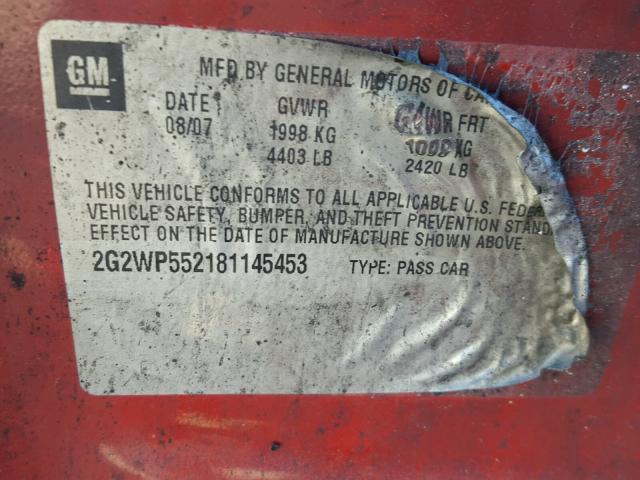 GM
MFD BY GENERAL MOTORS OF CA
DATE GVWR GVWR FRT
08/07 1998 KG KG
4403 LB 2420 LB
THIS VEHICLE CONFORMS TO ALL APPLICABLE U.S. FEDER
VEHICLE SAFETY, BUMPER, AND THEFT PREVENTION STAND
EFFECT ON THE DATE OF MANUFACTURE SHOWN ABOVE.
2G2WP552181145453 TYPE: PASS CAR